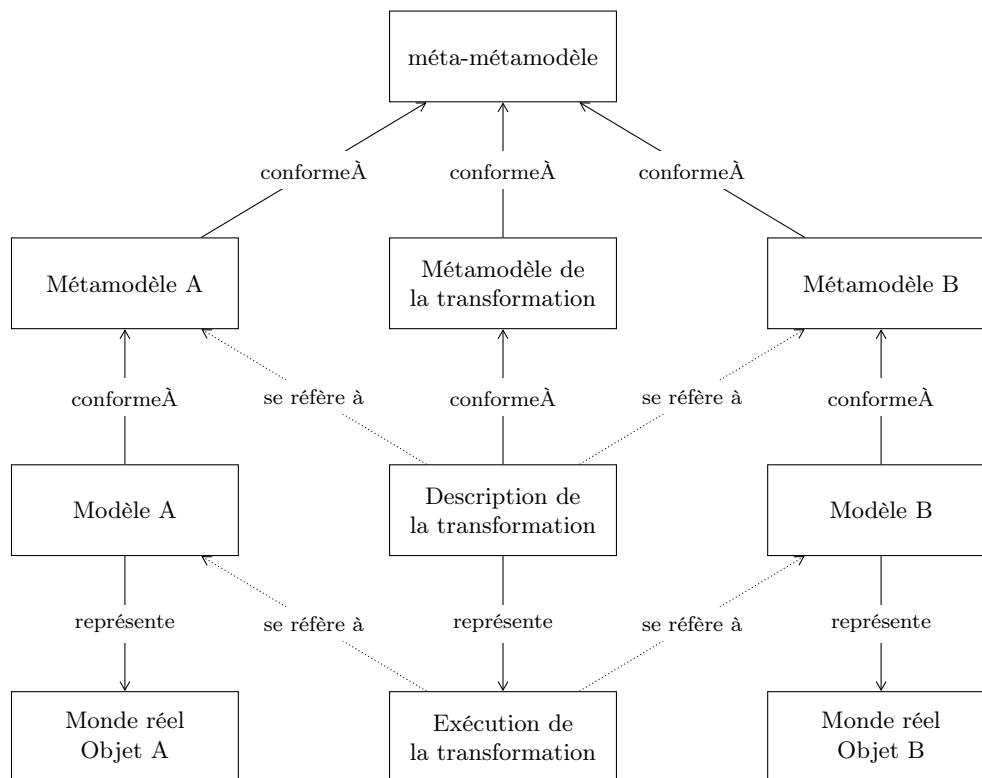 méta-métamodèle
conformeÀ
conformeÀ
conformeÀ
Métamodèle A
Métamodèle de
la transformation
Métamodèle B
conformeÀ
se réfère à
conformeÀ
se réfère à
conformeÀ
Modèle A
Description de
la transformation
Modèle B
représente
se réfère à
représente
se réfère à
représente
Monde réel
Objet A
Exécution de
la transformation
Monde réel
Objet B